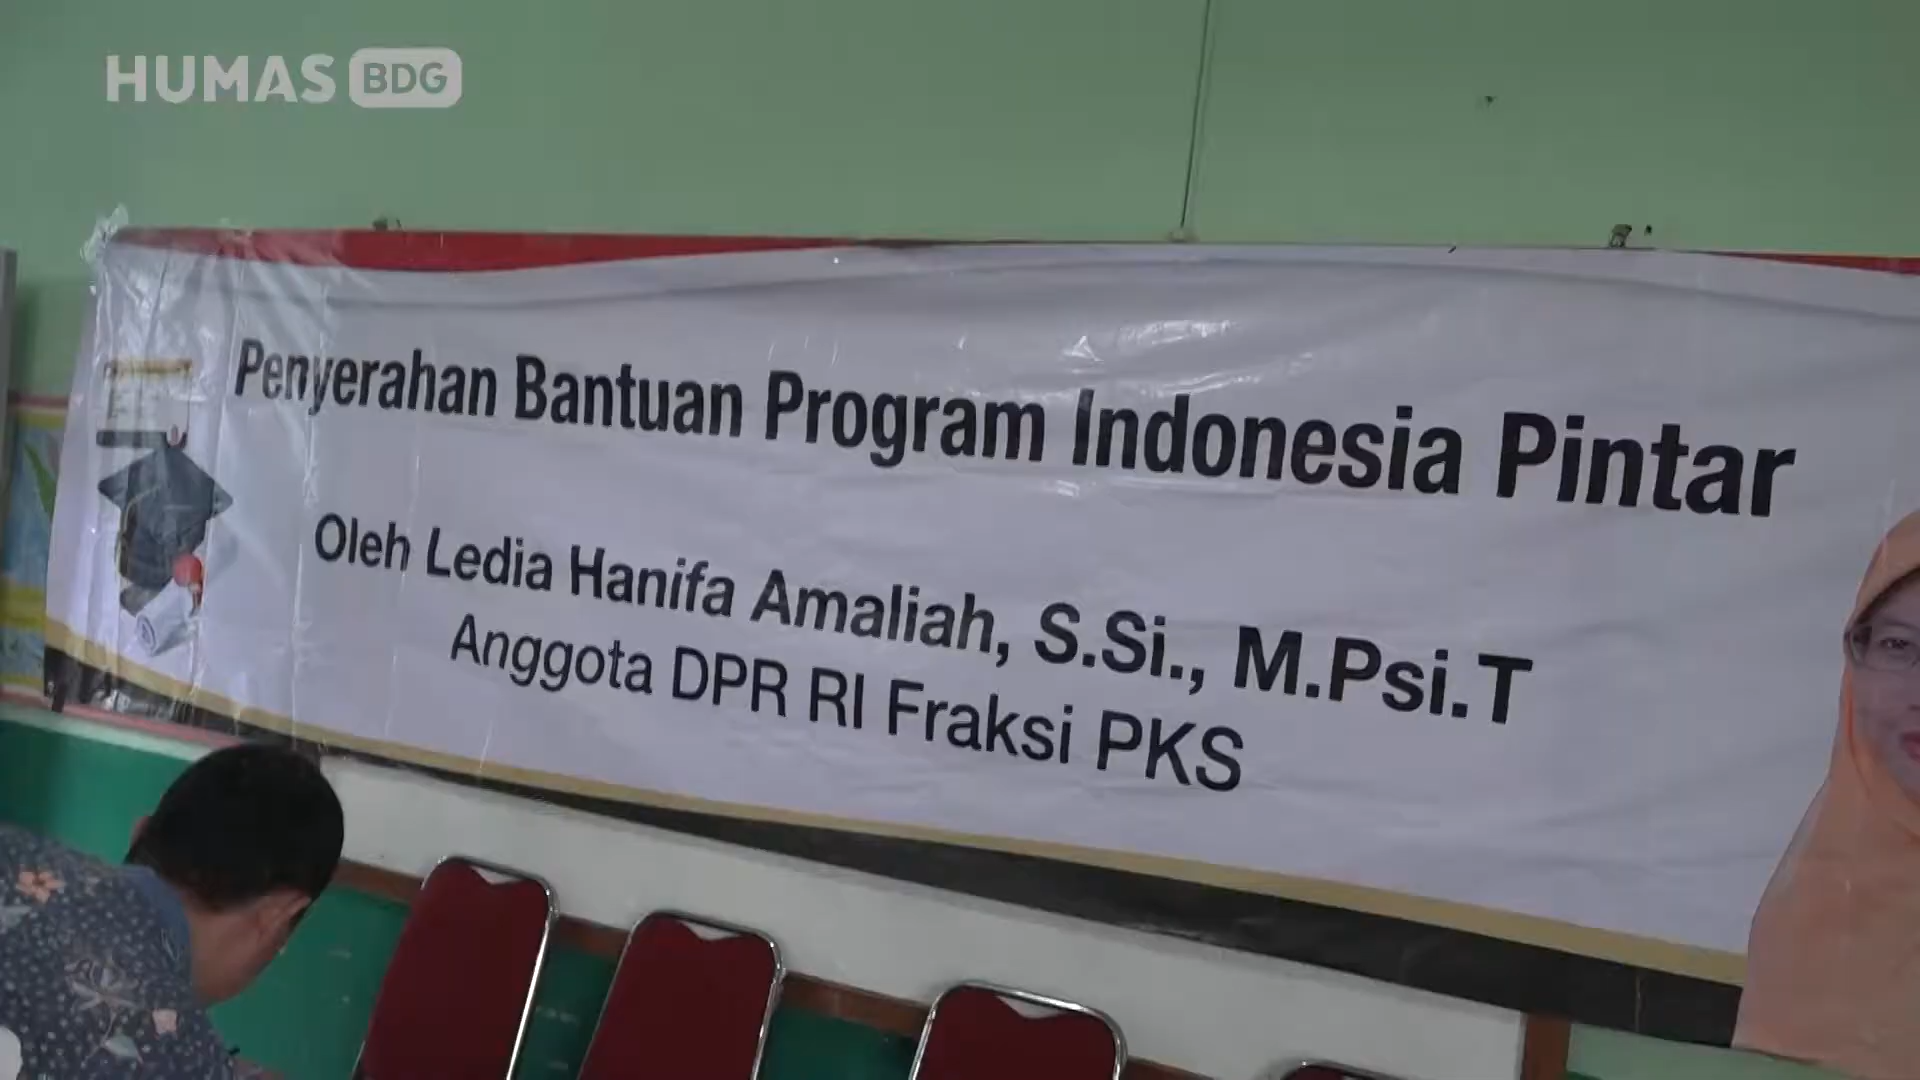 HUMAS BDG
Penyerahan Bantuan Program Indonesia Pintar
Oleh Ledia Hanifa Amaliah, S.Si., M.Psi.T
Anggota DPR RI Fraksi PKS